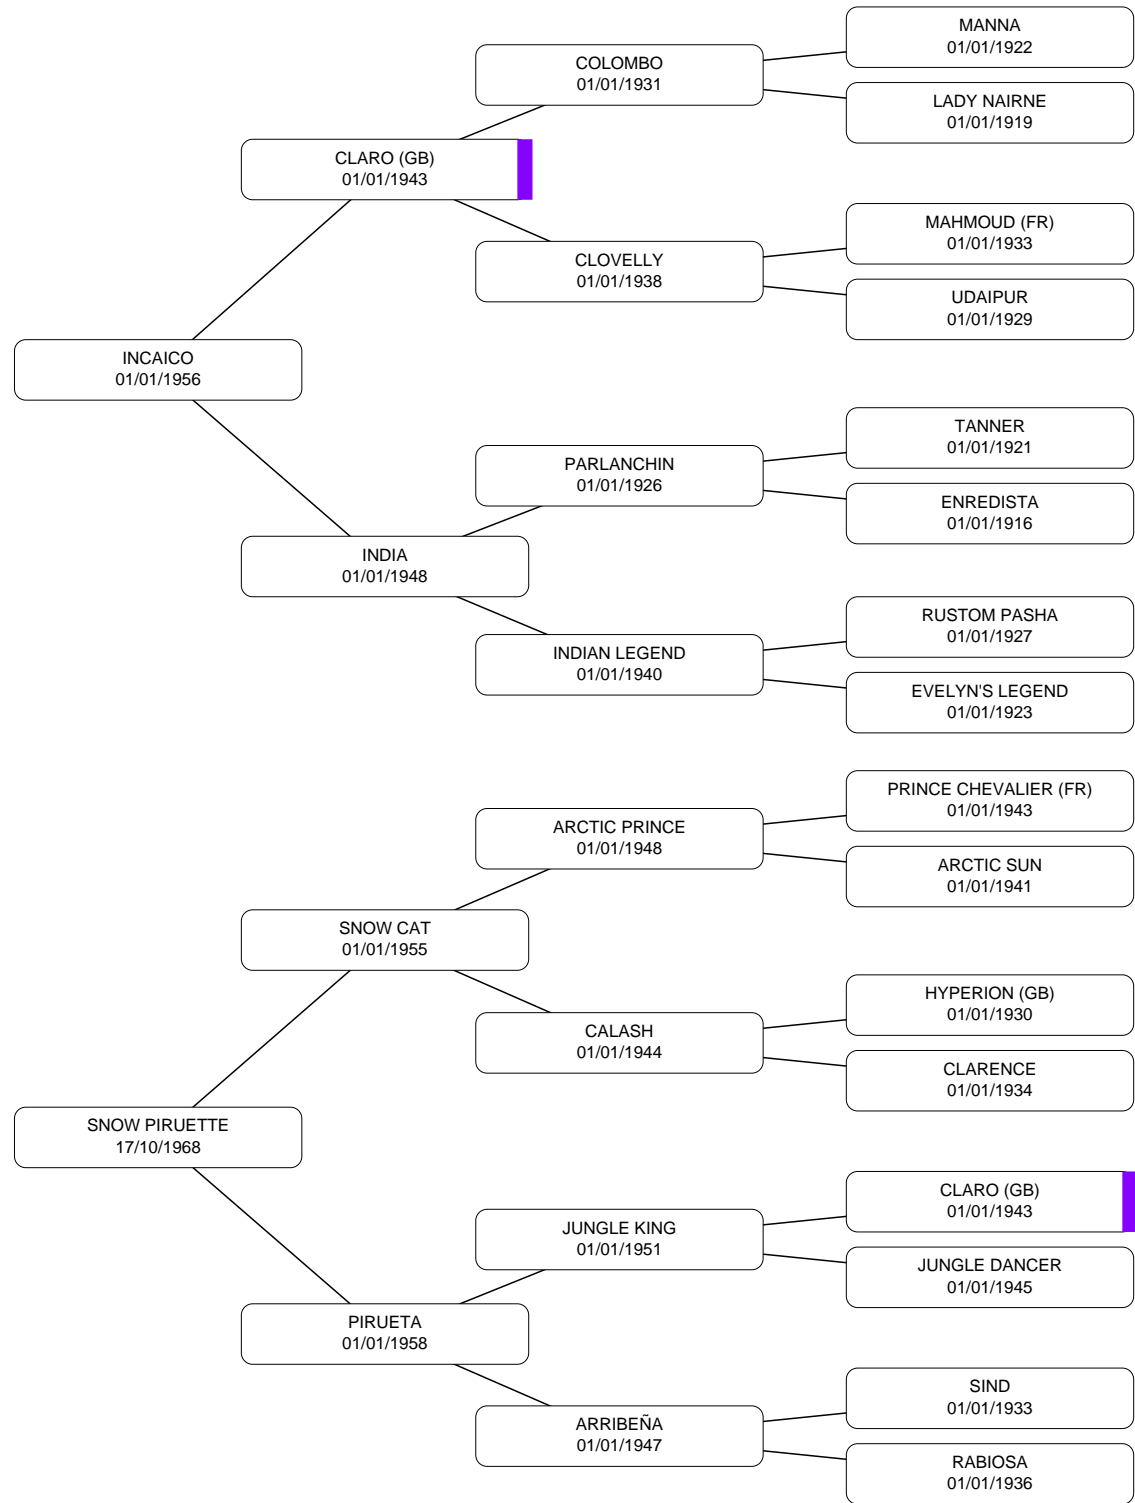 MANNA
01/01/1922
COLOMBO
01/01/1931
LADY NAIRNE
01/01/1919
CLARO (GB)
01/01/1943
MAHMOUD (FR)
01/01/1933
CLOVELLY
01/01/1938
UDAIPUR
01/01/1929
INCAICO
01/01/1956
TANNER
01/01/1921
PARLANCHIN
01/01/1926
ENREDISTA
01/01/1916
INDIA
01/01/1948
RUSTOM PASHA
01/01/1927
INDIAN LEGEND
01/01/1940
EVELYN'S LEGEND
01/01/1923
PRINCE CHEVALIER (FR)
01/01/1943
ARCTIC PRINCE
01/01/1948
ARCTIC SUN
01/01/1941
SNOW CAT
01/01/1955
HYPERION (GB)
01/01/1930
CALASH
01/01/1944
CLARENCE
01/01/1934
SNOW PIRUETTE
17/10/1968
CLARO (GB)
01/01/1943
JUNGLE KING
01/01/1951
JUNGLE DANCER
01/01/1945
PIRUETA
01/01/1958
SIND
01/01/1933
ARRIBEÑA
01/01/1947
RABIOSA
01/01/1936